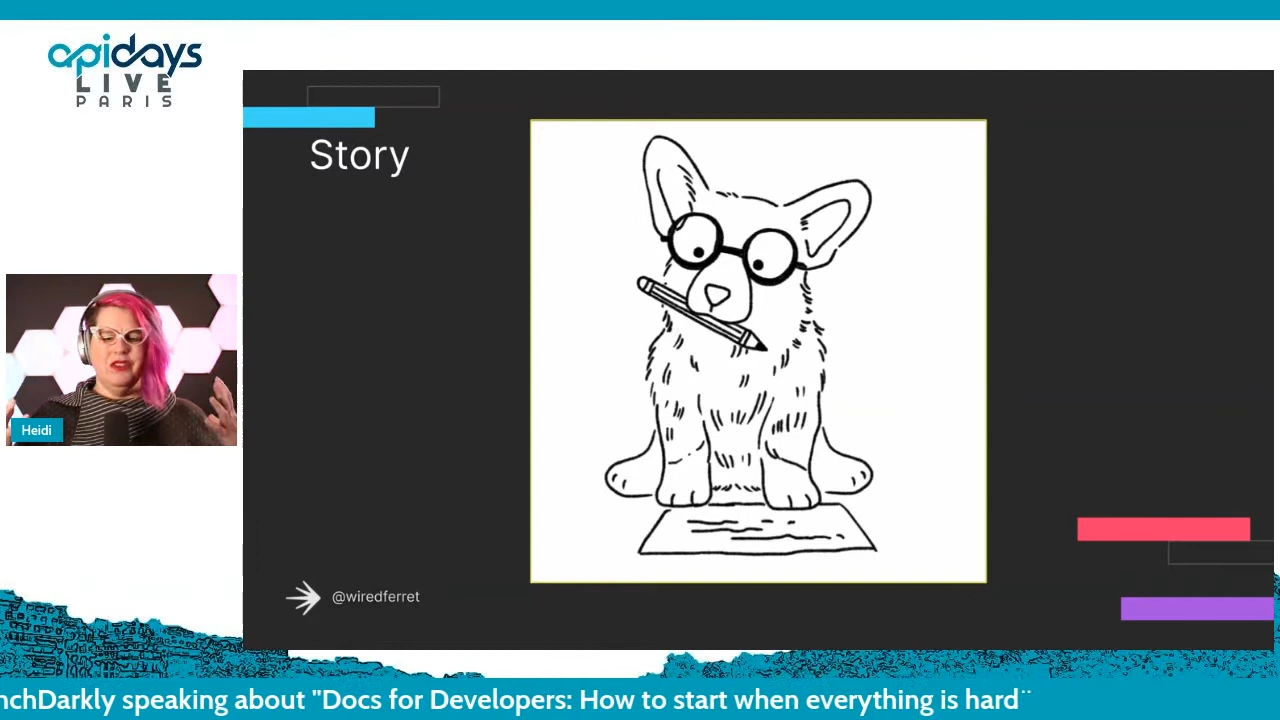 apidays
LIVE
PARIS
Story
Heidi
@wiredferret
nchDarkly speaking about "Docs for Developers: How to start when everything is hard¨